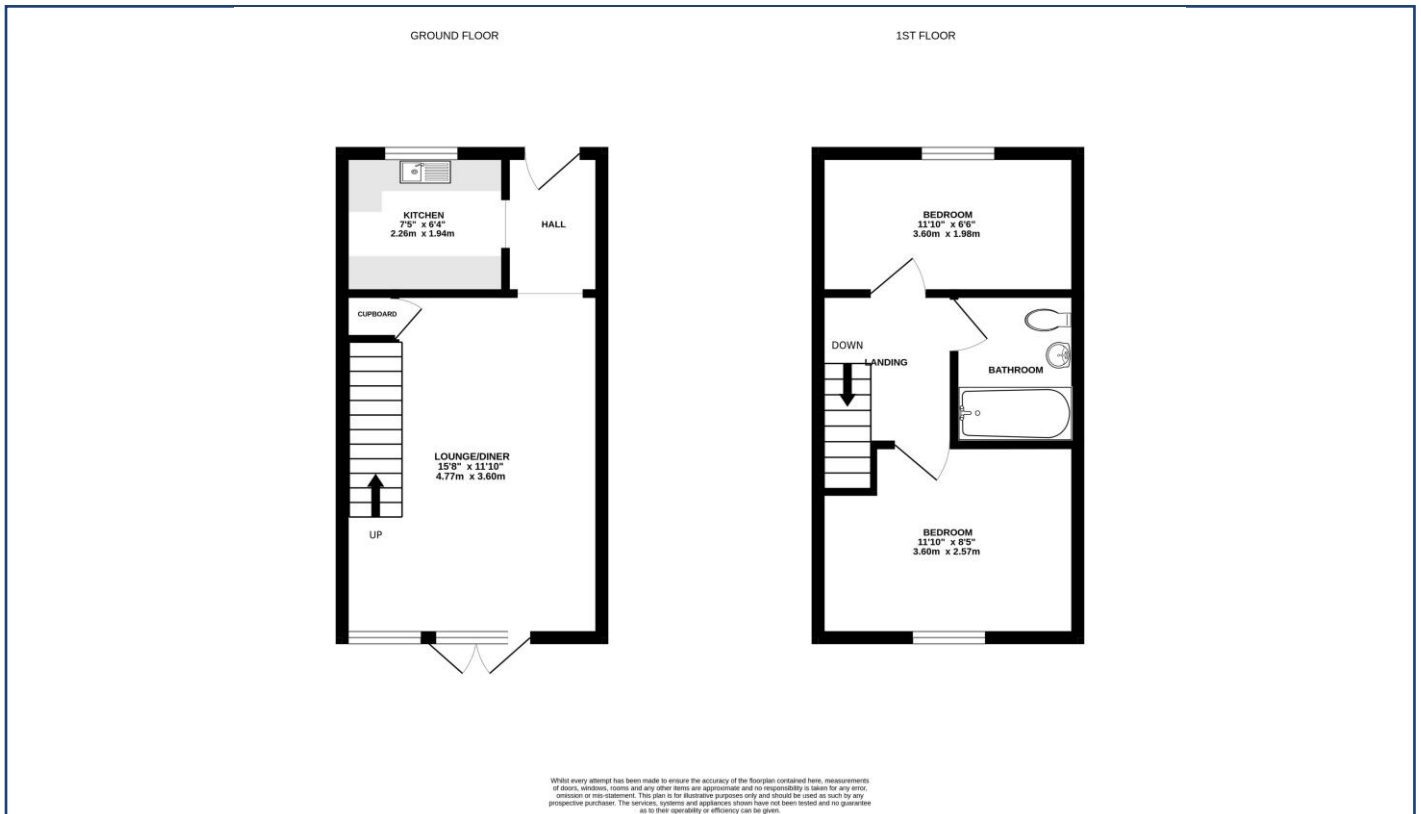 GROUND FLOOR
KITCHEN
7'5" x 6'4"
2.26m x 1.94m
HALL
CUPBOARD
LOUNGE/DINER
15'8" x 11'10"
4.77m x 3.60m
UP
1ST FLOOR
BEDROOM
11'10" x 6'6"
3.60m x 1.98m
DOWN
LANDING
BATHROOM
BEDROOM
11'10" x 8'5"
3.60m x 2.57m
Whilst every attempt has been made to ensure the accuracy of the floorplan contained here, measurements
of doors, windows, rooms and any other items are approximate and no responsibility is taken for any error,
omission or mis-statement. This plan is for illustrative purposes only and should be used as such by any
prospective purchaser. The services, systems and appliances shown have not been tested and no guarantee
as to their operability or efficiency can be given.